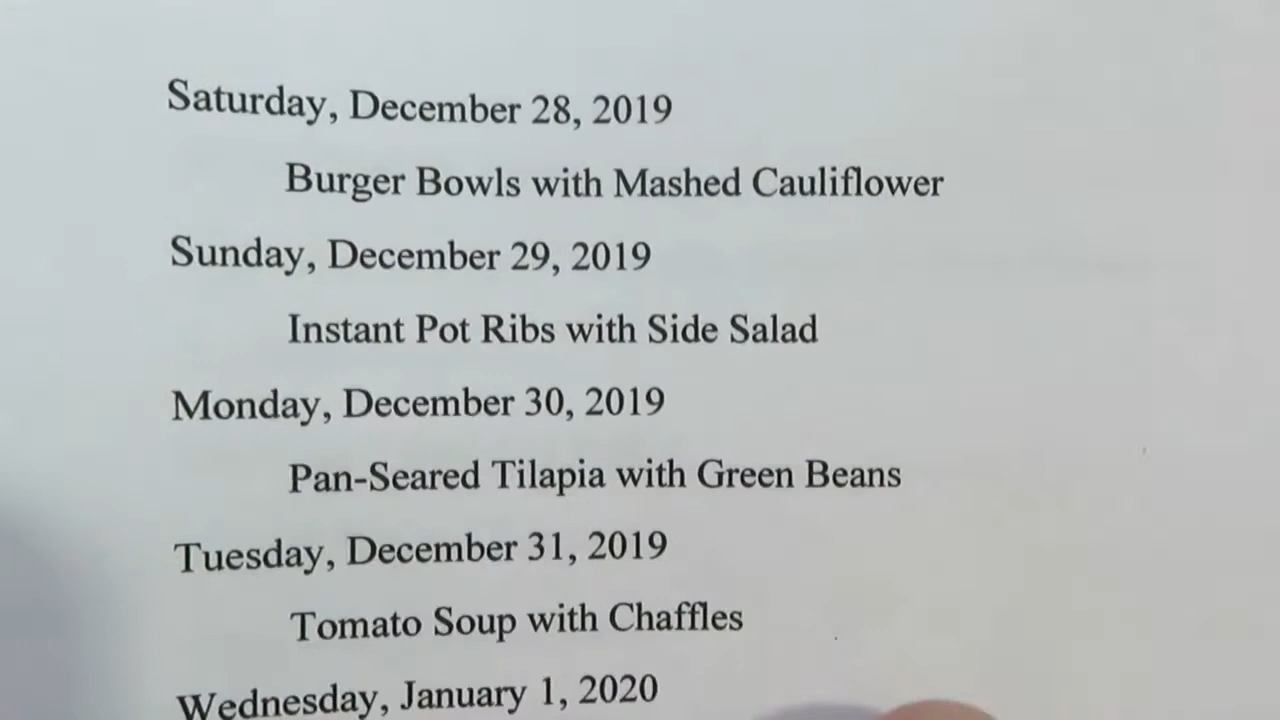 Saturday, December 28, 2019
Burger Bowls with Mashed Cauliflower
Sunday, December 29, 2019
Instant Pot Ribs with Side Salad
Monday, December 30, 2019
Pan-Seared Tilapia with Green Beans
Tuesday, December 31, 2019
Tomato Soup with Chaffles
Wednesday, January 1, 2020